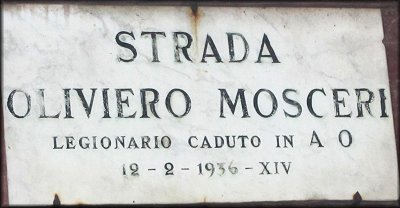 STRADA
OLIVIERO MOSCERI
LEGIONARIO CADUTO IN A O
12 - 2 - 1936 - XIV